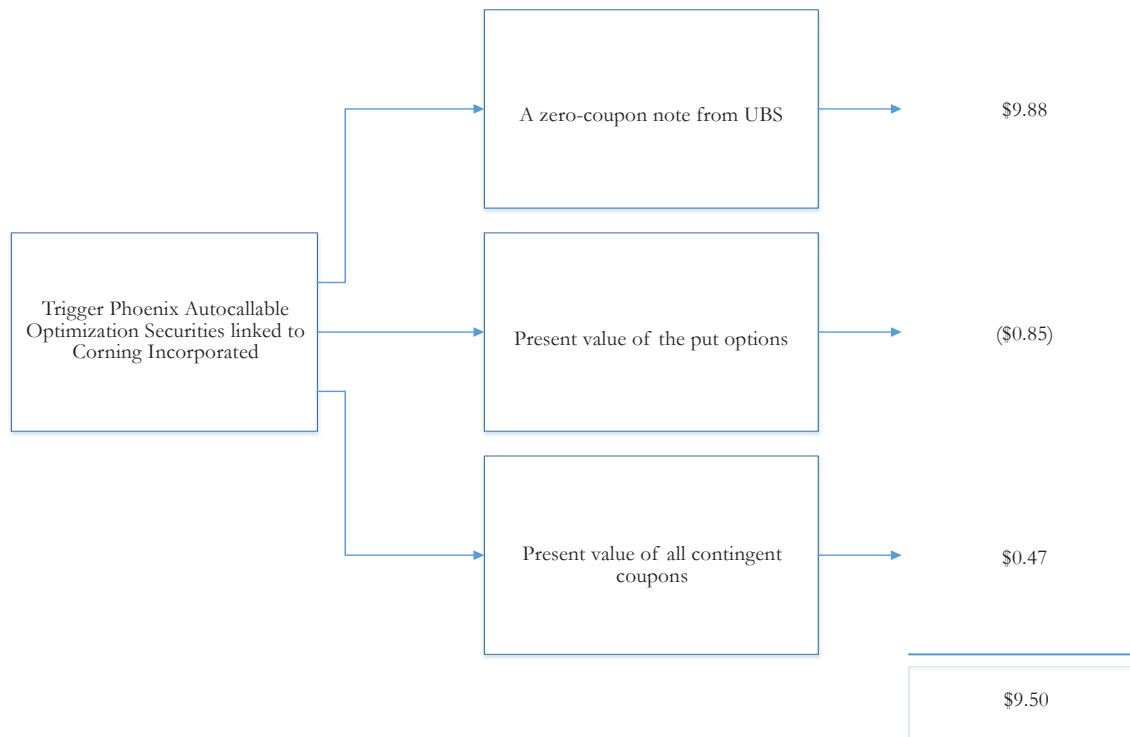 A zero-coupon note from UBS
$9.88
Trigger Phoenix Autocallable
Optimization Securities linked to
Corning Incorporated
Present value of the put options
($0.85)
Present value of all contingent
coupons
$0.47
$9.50